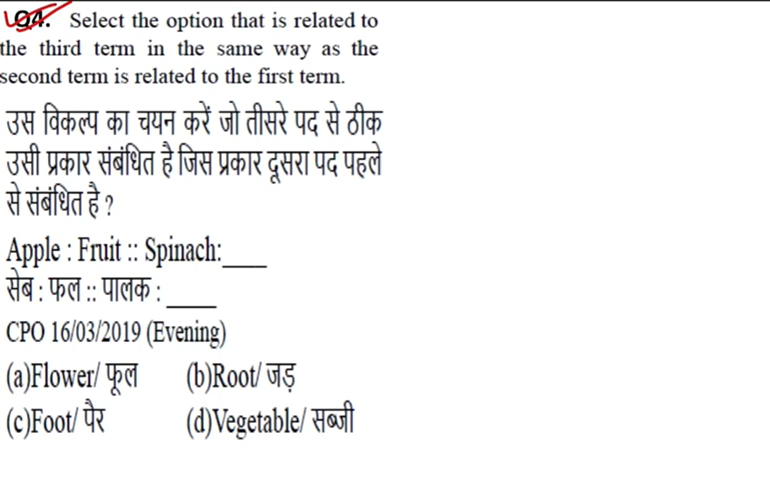 Q4. Select the option that is related to
the third term in the same way as the
second term is related to the first term.
उस विकल्प का चयन करें जो तीसरे पद से ठीक
उसी प्रकार संबंधित है जिस प्रकार दूसरा पद पहले
से संबंधित है ?
Apple : Fruit :: Spinach:____
सेब : फल :: पालक : ____
CPO 16/03/2019 (Evening)
(a)Flower/ फूल (b)Root/ जड़
(c)Foot/ पैर (d)Vegetable/ सब्जी